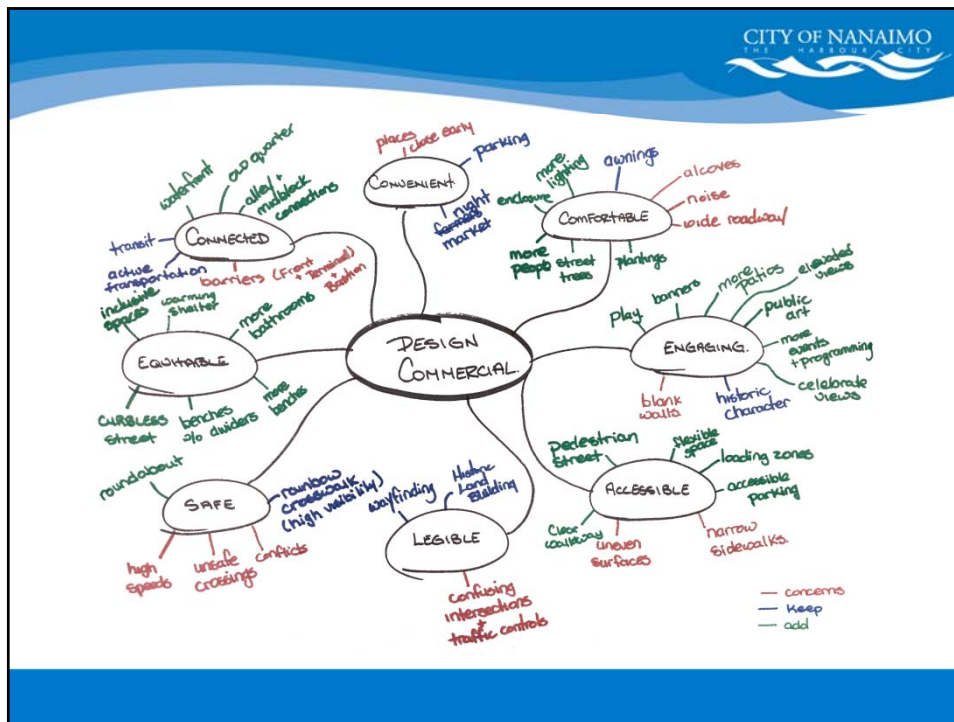 CITY OF NANAIMO
THE HARBOUR CITY
DESIGN
COMMERCIAL.
CONNECTED
waterfront
old quarter
alley +
midblock
connections
transit
active
transportation
barriers (Front
+ Terminal) +
Bastion
CONVENIENT
places
close early
parking
night
farmers
market
COMFORTABLE
enclosure
more
lighting
awnings
alcoves
noise
wide roadway
more
people
street
trees
plantings
ENGAGING.
play
banners
more patios
elevated
views
public
art
more
events
+programming
celebrate
views
blank
walls.
historic
character
ACCESSIBLE
pedestrian
street
flexible
space
loading zones
accessible
parking
clear
walkway
uneven
surfaces
narrow
sidewalks.
LEGIBLE
wayfinding
Historic
Land
Building
confusing
intersections
+
traffic controls
SAFE
roundabout
rainbow
crosswalk
(high visibility)
high
speeds
unsafe
crossings
conflicts
EQUITABLE
inclusive
spaces
warming
shelter
more
bathrooms
CURBLESS
STREET
benches
w/o dividers
more
benches
concerns
Keep
add